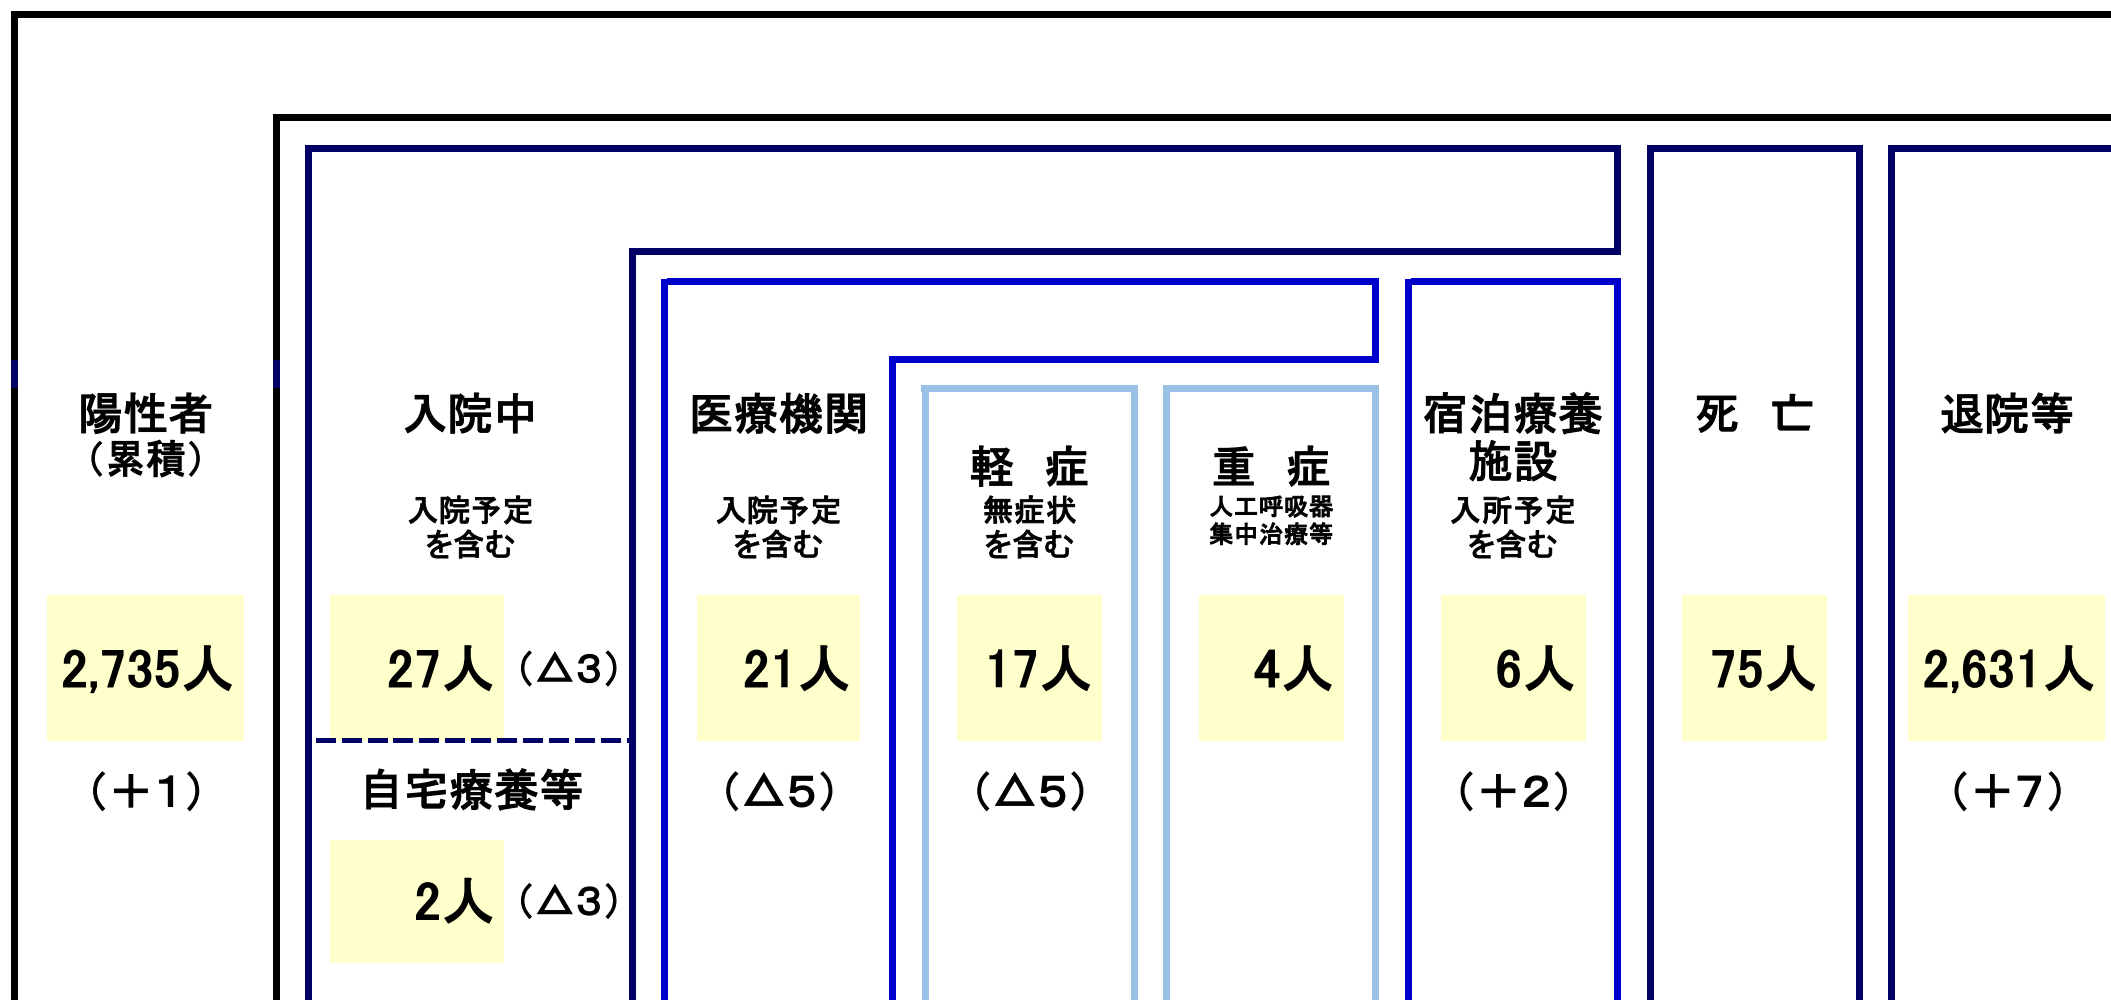 陽性者
（累積）
2,735人
（＋1）
入院中
入院予定
を含む
27人（△3）
自宅療養等
2人（△3）
医療機関
入院予定
を含む
21人
（△5）
軽　症
無症状
を含む
17人
（△5）
重　症
人工呼吸器
集中治療等
4人
宿泊療養
施設
入所予定
を含む
6人
（＋2）
死　亡
75人
退院等
2,631人
（＋7）